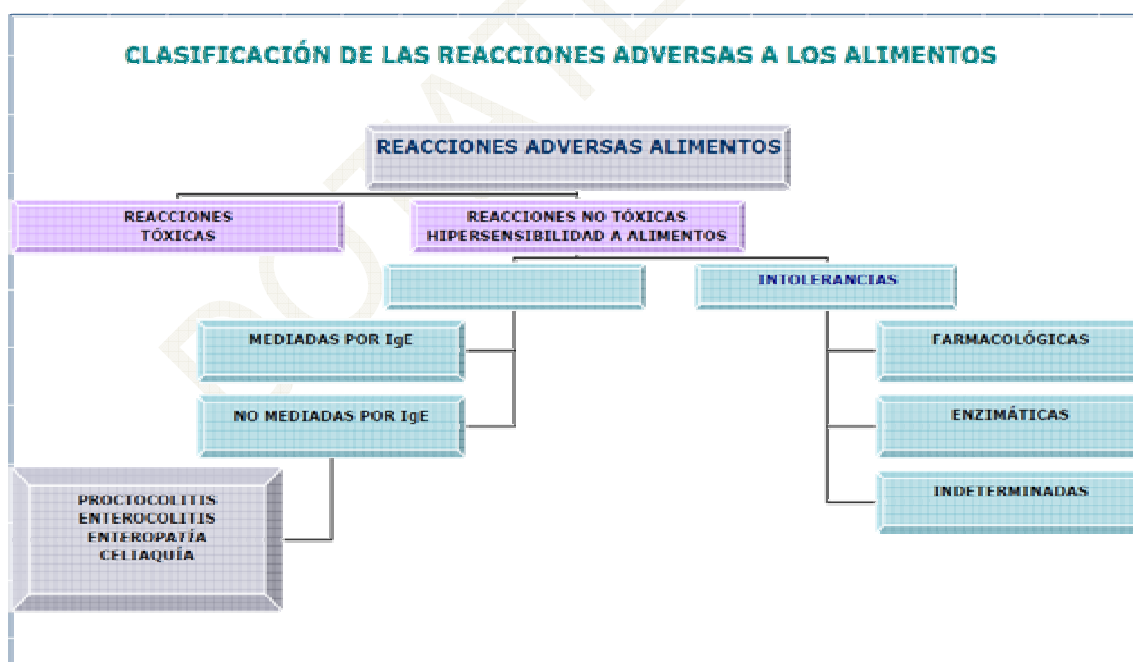 CLASIFICACIÓN DE LAS REACCIONES ADVERSAS A LOS ALIMENTOS
REACCIONES ADVERSAS ALIMENTOS
REACCIONES
TÓXICAS
REACCIONES NO TÓXICAS
HIPERSENSIBILIDAD A ALIMENTOS
INTOLERANCIAS
MEDIADAS POR IgE
NO MEDIADAS POR IgE
PROCTOCOLITIS
ENTEROCOLITIS
ENTEROPATÍA
CELIAQUÍA
FARMACOLÓGICAS
ENZIMÁTICAS
INDETERMINADAS